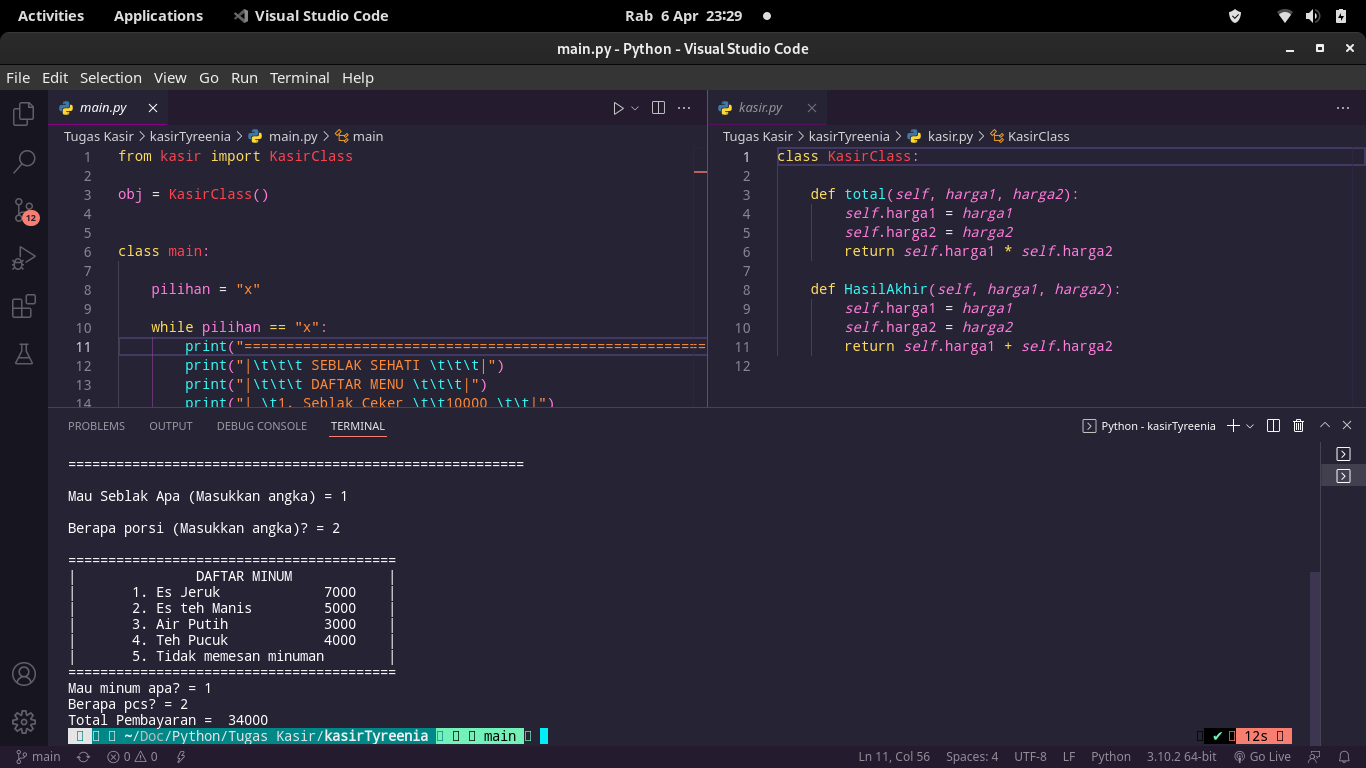 Activities Applications Visual Studio Code Rab 6 Apr 23:29
main.py - Python - Visual Studio Code
File Edit Selection View Go Run Terminal Help
main.py
Tugas Kasir > kasirTyreenia > main.py > main
1 from kasir import KasirClass
2
3 obj = KasirClass()
4
5
6 class main:
7
8     pilihan = "x"
9
10     while pilihan == "x":
11         print("=======================================================
12         print("|\t\t\t SEBLAK SEHATI \t\t\t|")
13         print("|\t\t\t DAFTAR MENU \t\t\t|")
14         print("| \t1. Seblak Ceker \t\t10000 \t\t|")
kasir.py
Tugas Kasir > kasirTyreenia > kasir.py > KasirClass
1 class KasirClass:
2
3     def total(self, harga1, harga2):
4         self.harga1 = harga1
5         self.harga2 = harga2
6         return self.harga1 * self.harga2
7
8     def HasilAkhir(self, harga1, harga2):
9         self.harga1 = harga1
10         self.harga2 = harga2
11         return self.harga1 + self.harga2
12
12
PROBLEMS OUTPUT DEBUG CONSOLE TERMINAL Python - kasirTyreenia
=========================================================
Mau Seblak Apa (Masukkan angka) = 1
Berapa porsi (Masukkan angka)? = 2
=========================================
|               DAFTAR MINUM            |
|       1. Es Jeruk             7000    |
|       2. Es teh Manis         5000    |
|       3. Air Putih            3000    |
|       4. Teh Pucuk            4000    |
|       5. Tidak memesan minuman        |
=========================================
Mau minum apa? = 1
Berapa pcs? = 2
Total Pembayaran =  34000
~/Doc/Python/Tugas Kasir/kasirTyreenia main ✔ 12s
main 0 0 Ln 11, Col 56 Spaces: 4 UTF-8 LF Python 3.10.2 64-bit Go Live